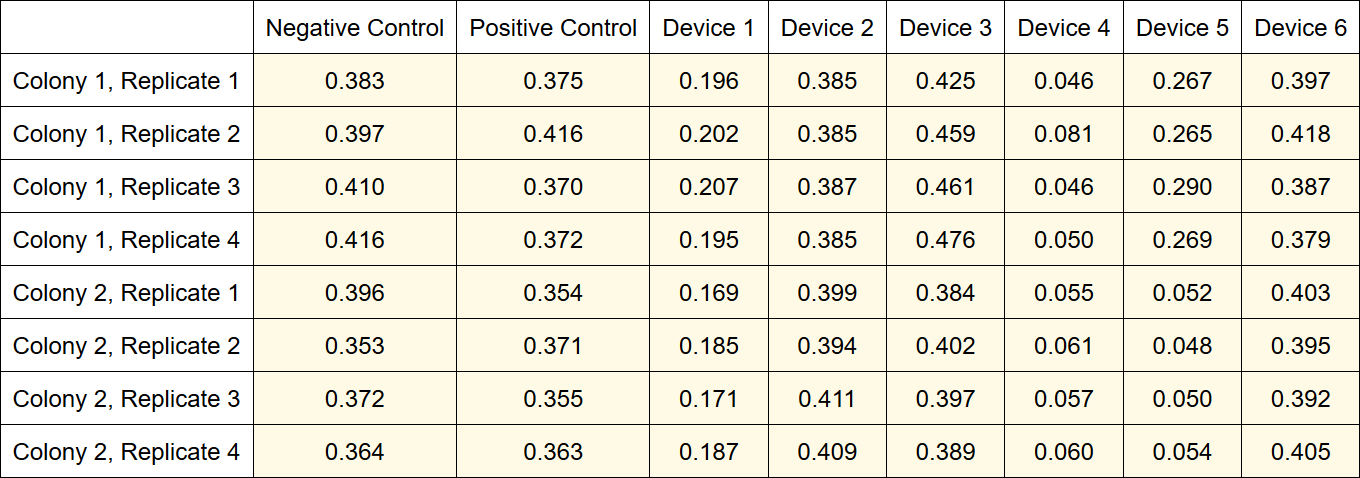 Negative Control Positive Control Device 1 Device 2 Device 3 Device 4 Device 5 Device 6
Colony 1, Replicate 1 0.383 0.375 0.196 0.385 0.425 0.046 0.267 0.397
Colony 1, Replicate 2 0.397 0.416 0.202 0.385 0.459 0.081 0.265 0.418
Colony 1, Replicate 3 0.410 0.370 0.207 0.387 0.461 0.046 0.290 0.387
Colony 1, Replicate 4 0.416 0.372 0.195 0.385 0.476 0.050 0.269 0.379
Colony 2, Replicate 1 0.396 0.354 0.169 0.399 0.384 0.055 0.052 0.403
Colony 2, Replicate 2 0.353 0.371 0.185 0.394 0.402 0.061 0.048 0.395
Colony 2, Replicate 3 0.372 0.355 0.171 0.411 0.397 0.057 0.050 0.392
Colony 2, Replicate 4 0.364 0.363 0.187 0.409 0.389 0.060 0.054 0.405